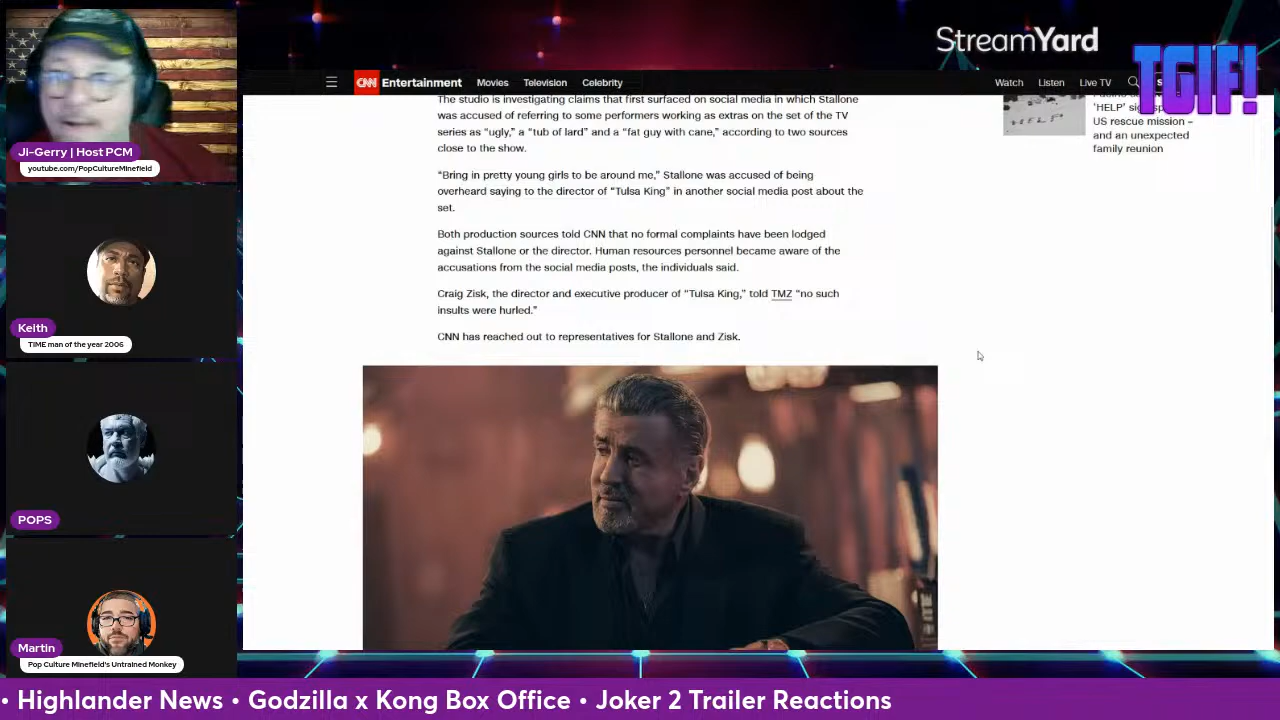 StreamYard
TGIF!
CNN Entertainment Movies Television Celebrity
Watch Listen Live TV
The studio is investigating claims that first surfaced on social media in which Stallone
was accused of referring to some performers working as extras on the set of the TV
series as “ugly,” a “tub of lard” and a “fat guy with cane,” according to two sources
close to the show.
“Bring in pretty young girls to be around me,” Stallone was accused of being
overheard saying to the director of “Tulsa King” in another social media post about the
set.
Both production sources told CNN that no formal complaints have been lodged
against Stallone or the director. Human resources personnel became aware of the
accusations from the social media posts, the individuals said.
Craig Zisk, the director and executive producer of “Tulsa King,” told TMZ “no such
insults were hurled.”
CNN has reached out to representatives for Stallone and Zisk.
HELP
'HELP'
US rescue mission –
and an unexpected
family reunion
JI-Gerry | Host PCM
youtube.com/PopCultureMinefield
Keith
TIME man of the year 2006
POPS
Martin
Pop Culture Minefield's Untrained Monkey
• Highlander News • Godzilla x Kong Box Office • Joker 2 Trailer Reactions